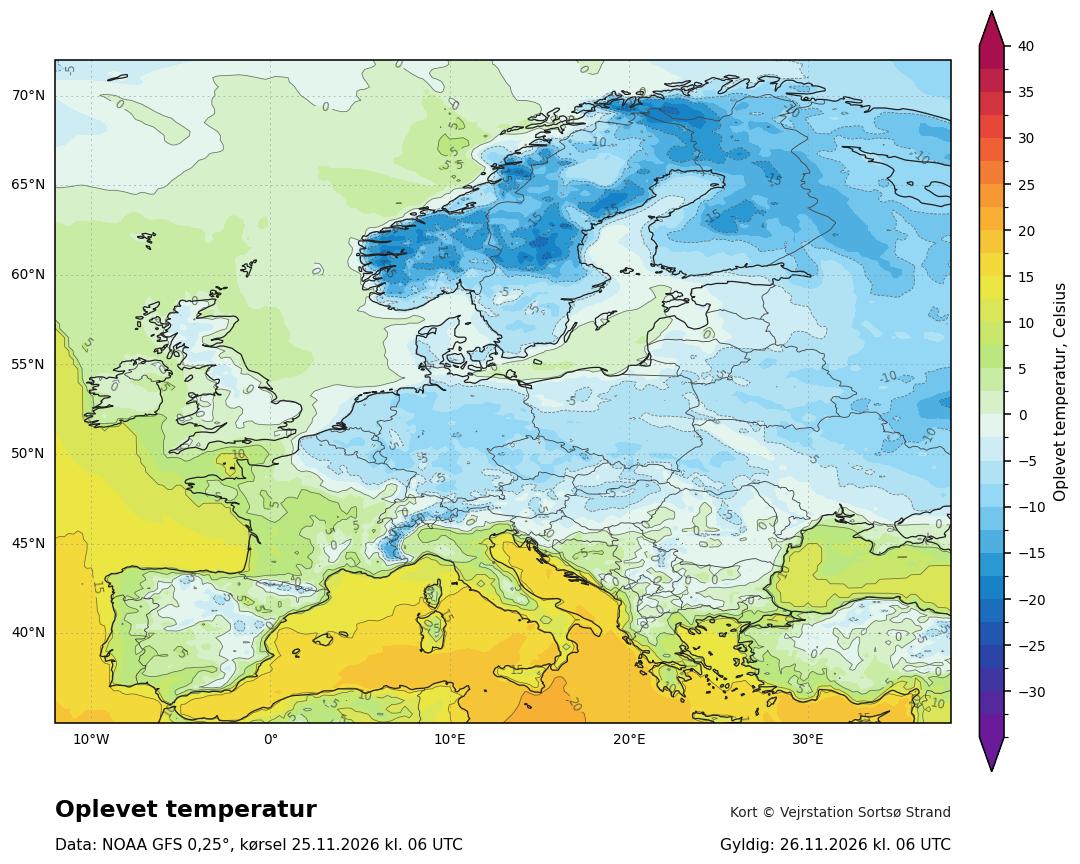 70°N
65°N
60°N
55°N
50°N
45°N
40°N
10°W
0°
10°E
20°E
30°E
40
35
30
25
20
15
10
5
0
−5
−10
−15
−20
−25
−30
Oplevet temperatur, Celsius
Oplevet temperatur
Kort © Vejrstation Sortsø Strand
Data: NOAA GFS 0,25°, kørsel 25.11.2026 kl. 06 UTC
Gyldig: 26.11.2026 kl. 06 UTC